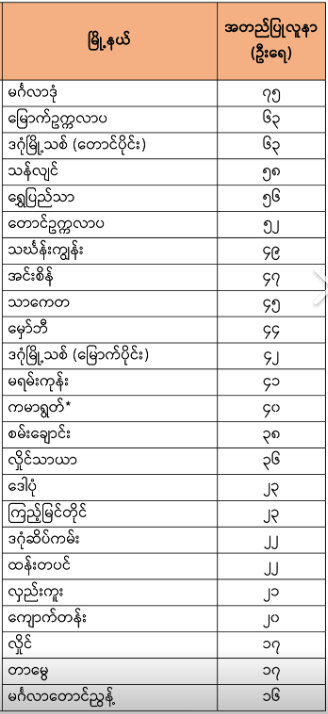 မြို့နယ် အတည်ပြုလူနာ
(ဦးရေ)
မင်္ဂလာဒုံ ၇၅
မြောက်ဥက္ကလာပ ၆၃
ဒဂုံမြို့သစ် (တောင်ပိုင်း) ၆၃
သန်လျင် ၅၈
ရွှေပြည်သာ ၅၆
တောင်ဥက္ကလာပ ၅၂
သင်္ဃန်းကျွန်း ၄၉
အင်းစိန် ၄၇
သာကေတ ၄၅
မှော်ဘီ ၄၄
ဒဂုံမြို့သစ် (မြောက်ပိုင်း) ၄၂
မရမ်းကုန်း ၄၁
ကမာရွတ်* ၄၀
စမ်းချောင်း ၃၈
လှိုင်သာယာ ၃၆
ဒေါပုံ ၂၃
ကြည့်မြင်တိုင် ၂၃
ဒဂုံဆိပ်ကမ်း ၂၂
ထန်းတပင် ၂၂
လှည်းကူး ၂၁
ကျောက်တန်း ၂၀
လှိုင် ၁၇
တာမွေ ၁၇
မင်္ဂလာတောင်ညွန့် ၁၆